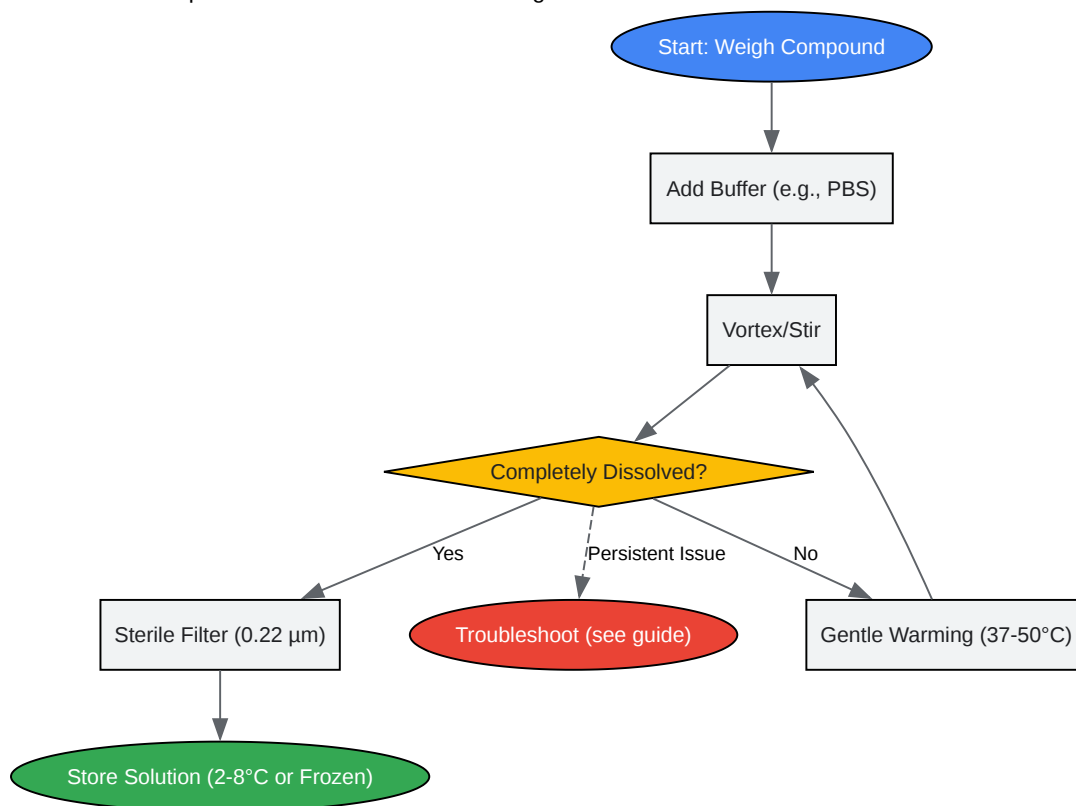 Start: Weigh Compound
Add Buffer (e.g., PBS)
Vortex/Stir
Completely Dissolved?
Yes
Persistent Issue
No
Sterile Filter (0.22 µm)
Troubleshoot (see guide)
Gentle Warming (37-50°C)
Store Solution (2-8°C or Frozen)